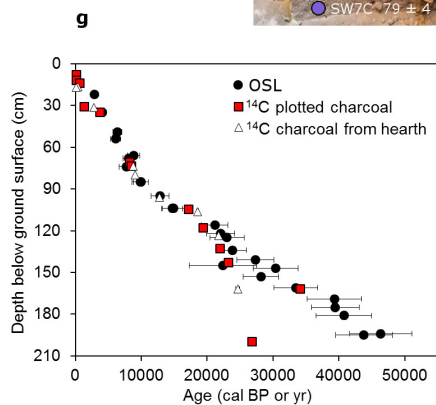 SW7C 79 ± 4
g
OSL
¹⁴C plotted charcoal
¹⁴C charcoal from hearth
Depth below ground surface (cm)
0
30
60
90
120
150
180
210
0 10000 20000 30000 40000 50000
Age (cal BP or yr)